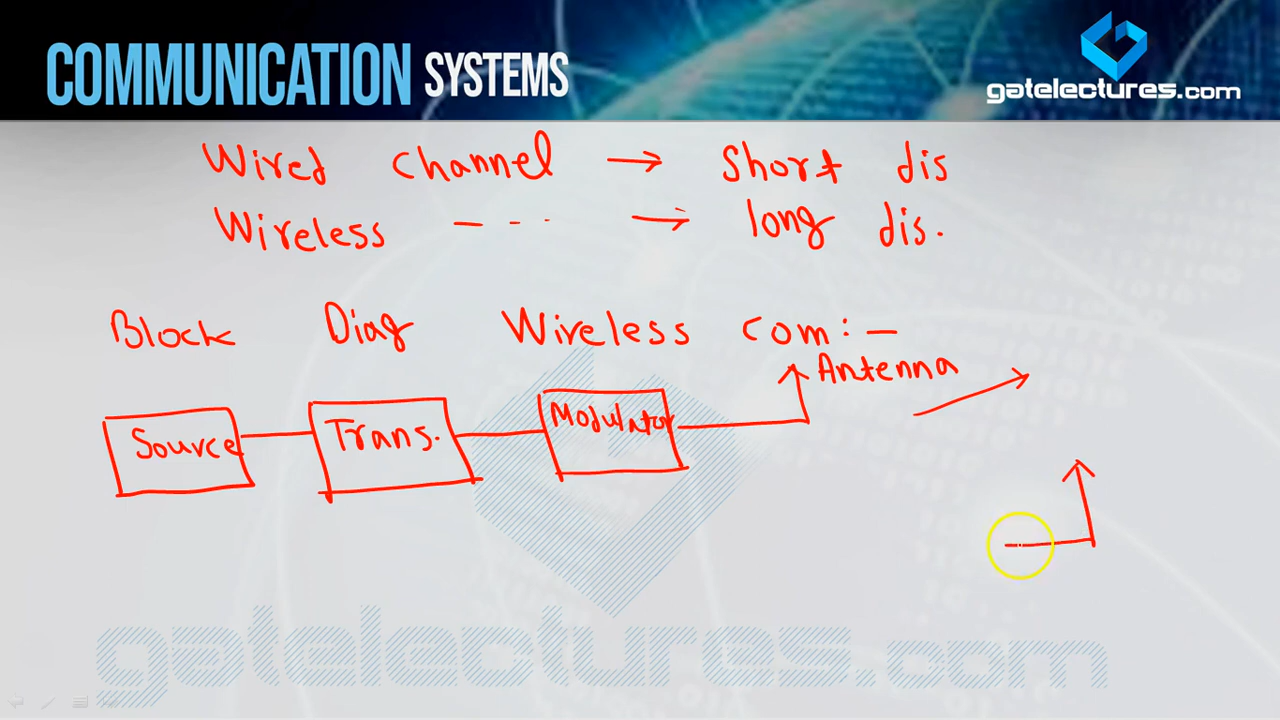 COMMUNICATION SYSTEMS
gatelectures.com
Wired channel → Short dis
Wireless — - - → long dis.
Block Diag Wireless com: —
Antenna
Source Trans. Modulator
gatelectures.com